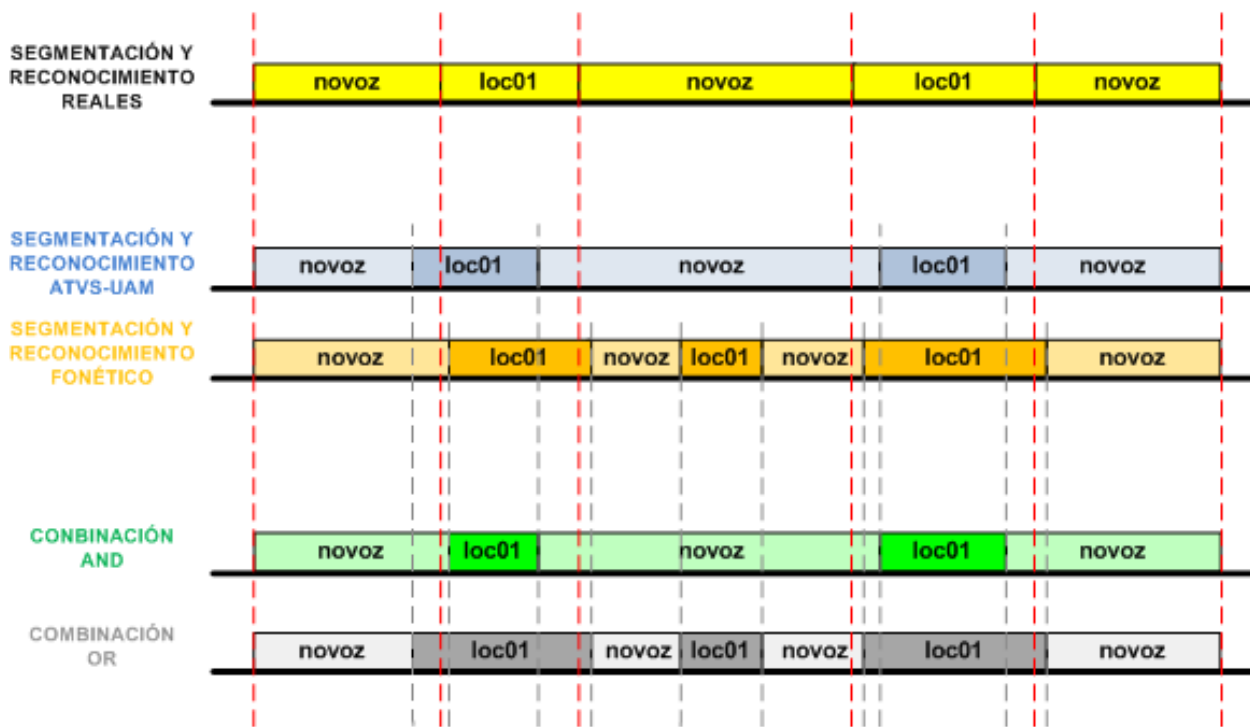 SEGMENTACIÓN Y
RECONOCIMIENTO
REALES
novoz loc01 novoz loc01 novoz
SEGMENTACIÓN Y
RECONOCIMIENTO
ATVS-UAM
novoz loc01 novoz loc01 novoz
SEGMENTACIÓN Y
RECONOCIMIENTO
FONÉTICO
novoz loc01 novoz loc01 novoz loc01 novoz
CONBINACIÓN
AND
novoz loc01 novoz loc01 novoz
COMBINACIÓN
OR
novoz loc01 novoz loc01 novoz loc01 novoz